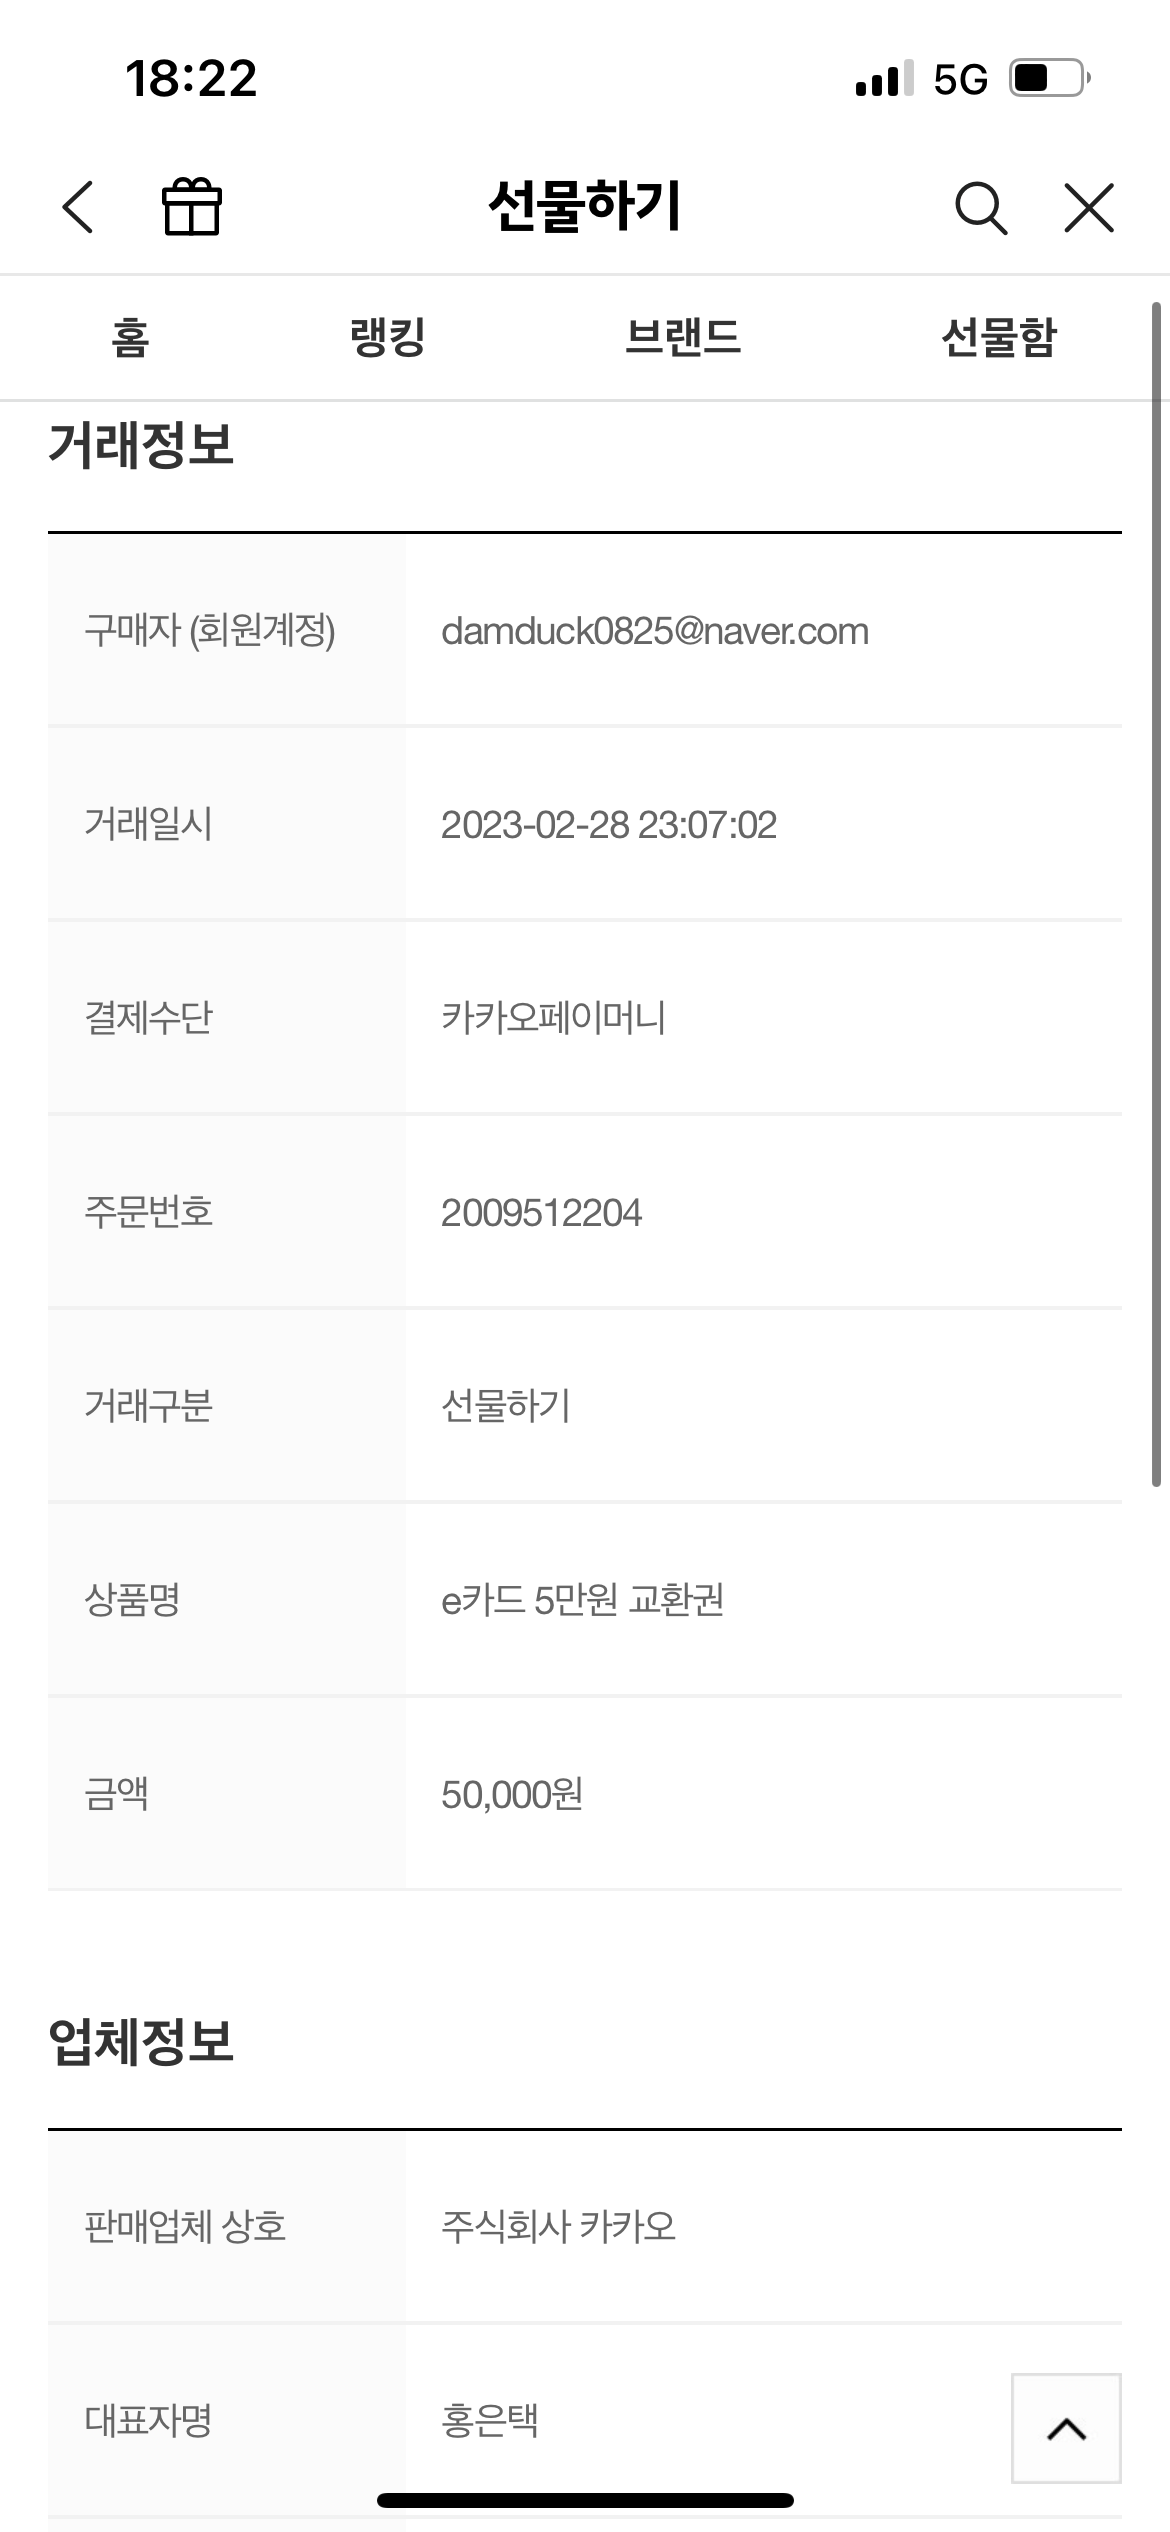 18:22
5G
선물하기
홈 랭킹 브랜드 선물함
거래정보
구매자 (회원계정) damduck0825@naver.com
거래일시 2023-02-28 23:07:02
결제수단 카카오페이머니
주문번호 2009512204
거래구분 선물하기
상품명 e카드 5만원 교환권
금액 50,000원
업체정보
판매업체 상호 주식회사 카카오
대표자명 홍은택